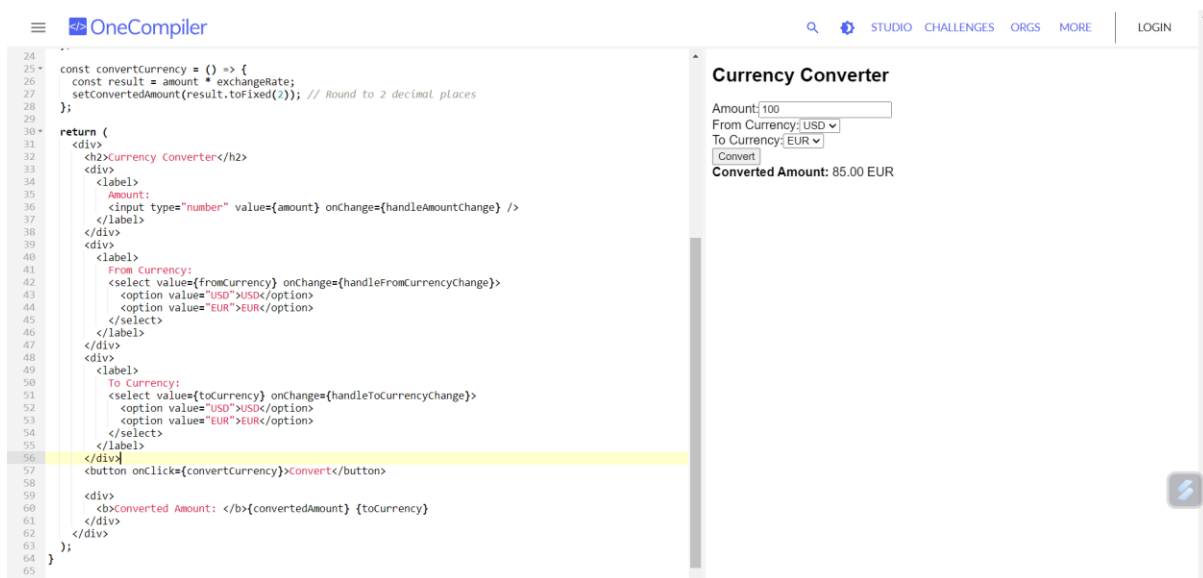 </> OneCompiler
STUDIO CHALLENGES ORGS MORE LOGIN
24
25 const convertCurrency = () => {
26 const result = amount * exchangeRate;
27 setConvertedAmount(result.toFixed(2)); // Round to 2 decimal places
28 };
29
30 return (
31 <div>
32 <h2>Currency Converter</h2>
33 <div>
34 <label>
35 Amount:
36 <input type="number" value={amount} onChange={handleAmountChange} />
37 </label>
38 </div>
39 <div>
40 <label>
41 From Currency:
42 <select value={fromCurrency} onChange={handleFromCurrencyChange}>
43 <option value="USD">USD</option>
44 <option value="EUR">EUR</option>
45 </select>
46 </label>
47 </div>
48 <div>
49 <label>
50 To Currency:
51 <select value={toCurrency} onChange={handleToCurrencyChange}>
52 <option value="USD">USD</option>
53 <option value="EUR">EUR</option>
54 </select>
55 </label>
56 </div>
57 <button onClick={convertCurrency}>Convert</button>
58
59 <div>
60 <b>Converted Amount: </b>{convertedAmount} {toCurrency}
61 </div>
62 </div>
63 );
64 }
65
Currency Converter
Amount: 100
From Currency: USD
To Currency: EUR
Convert
Converted Amount: 85.00 EUR